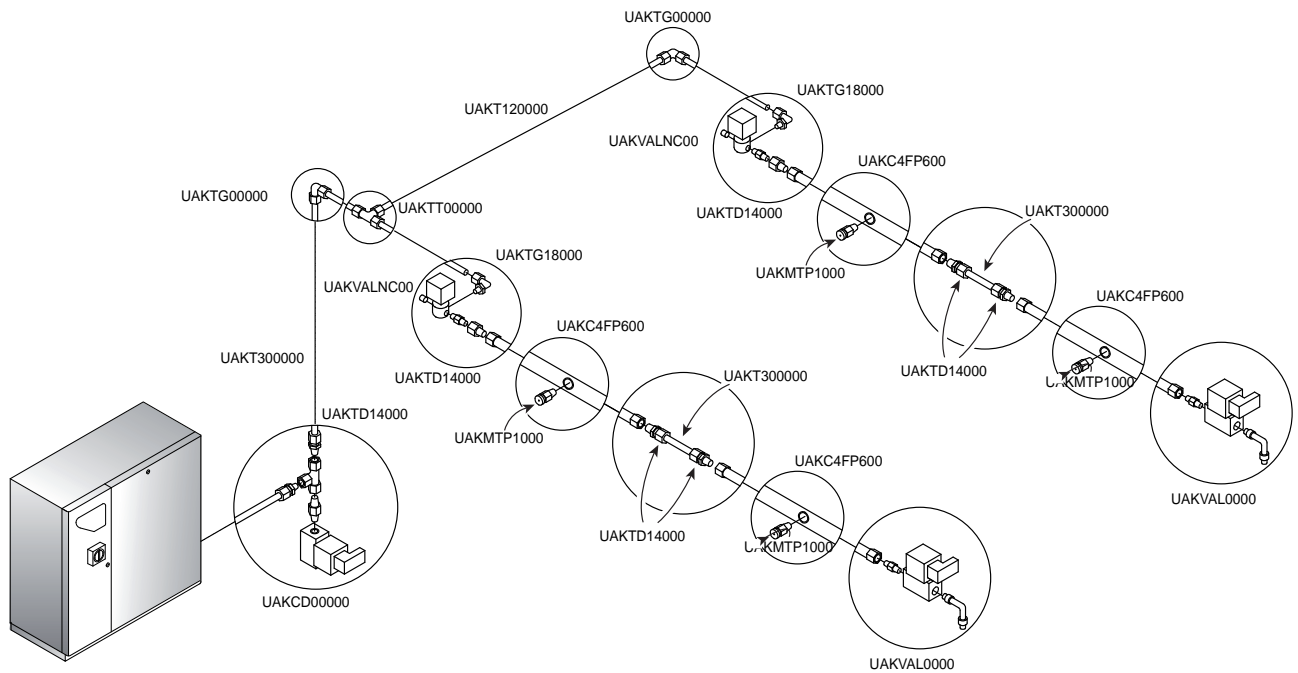 UAKTG00000
UAKTG18000
UAKT120000
UAKVALNC00
UAKC4FP600
UAKTG00000
UAKTT00000
UAKTD14000
UAKT300000
UAKTG18000
UAKMTP1000
UAKVALNC00
UAKC4FP600
UAKC4FP600
UAKT300000
UAKTD14000
UAKTD14000
UAKMTP1000
UAKT300000
UAKMTP1000
UAKTD14000
UAKC4FP600
UAKVAL0000
UAKTD14000
UAKMTP1000
UAKCD00000
UAKVAL0000